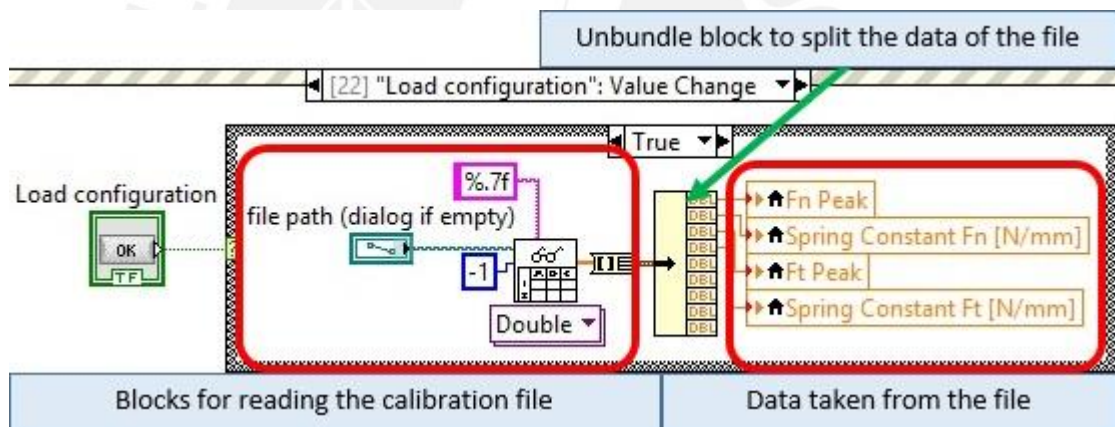 Unbundle block to split the data of the file
[22] "Load configuration": Value Change
True
Load configuration
OK
TF
%.7f
file path (dialog if empty)
-1
Double
DBL
DBL
DBL
DBL
DBL
DBL
DBL
DBL
DBL
Fn Peak
Spring Constant Fn [N/mm]
Ft Peak
Spring Constant Ft [N/mm]
Blocks for reading the calibration file
Data taken from the file